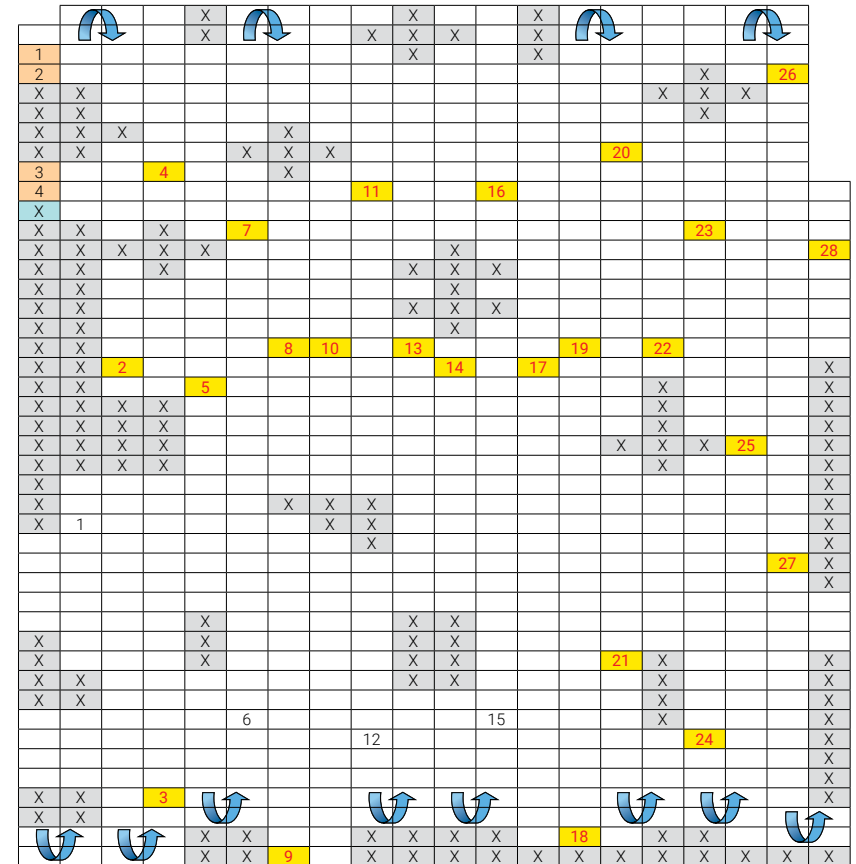 X X X
X X X X X
1 X X
2 X 26
X X X X X
X X X
X X X X
X X X X X 20
3 4 X
4 11 16
X
X X X 7 23
X X X X X X 28
X X X X X X
X X X
X X X X X
X X X
X X 8 10 13 19 22
X X 2 14 17 X
X X 5 X X
X X X X X X
X X X X X X
X X X X X X X 25 X
X X X X X X
X X
X X X X X
X 1 X X X
X X
27 X
X
X X X
X X X X
X X X X 21 X X
X X X X X X
X X X X
6 15 X X
12 24 X
X
X
X X 3 X
X X
X X X X X X 18 X X
X X 9 X X X X X X X X X X X X